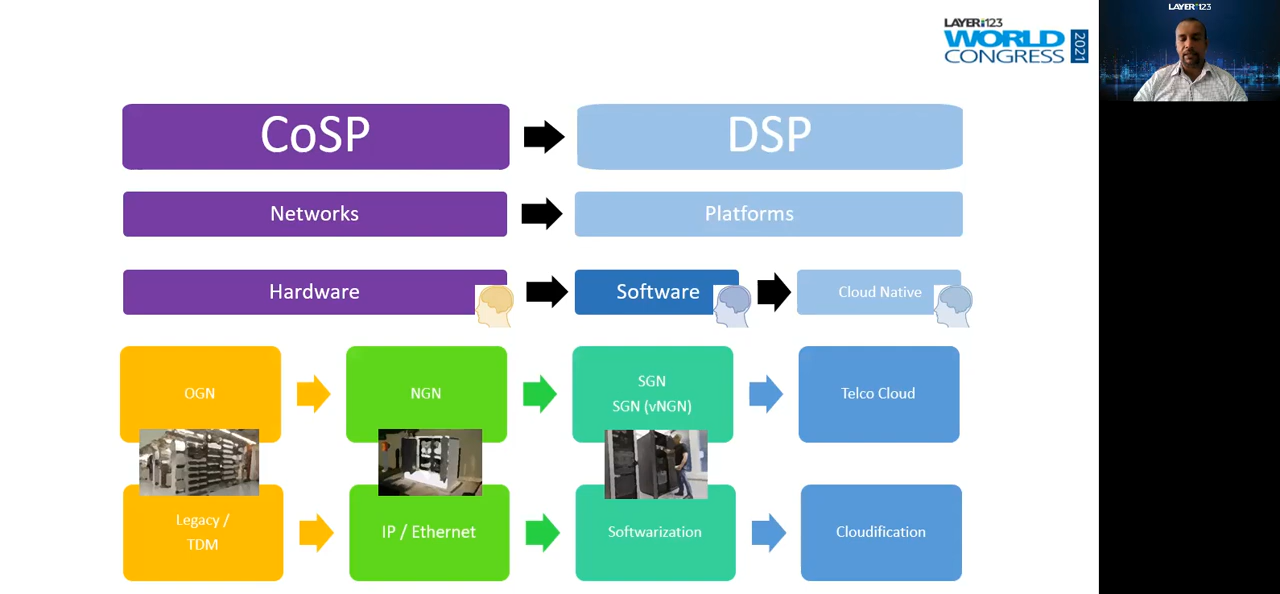 LAYER123
WORLD
CONGRESS
2021
LAYER123
CoSP
DSP
Networks
Platforms
Hardware
Software
Cloud Native
OGN
NGN
SGN
SGN (vNGN)
Telco Cloud
Legacy /
TDM
IP / Ethernet
Softwarization
Cloudification